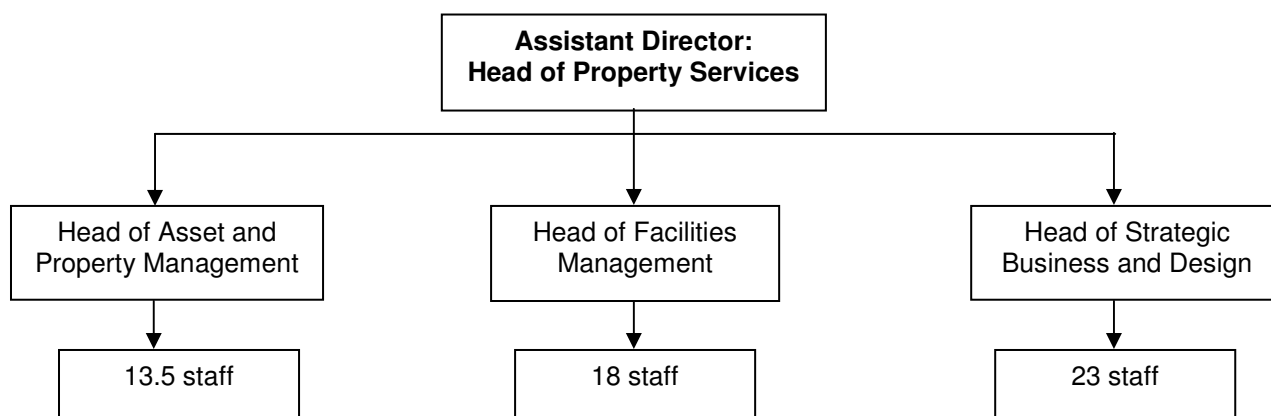 Assistant Director:
Head of Property Services
Head of Asset and
Property Management
Head of Facilities
Management
Head of Strategic
Business and Design
13.5 staff
18 staff
23 staff